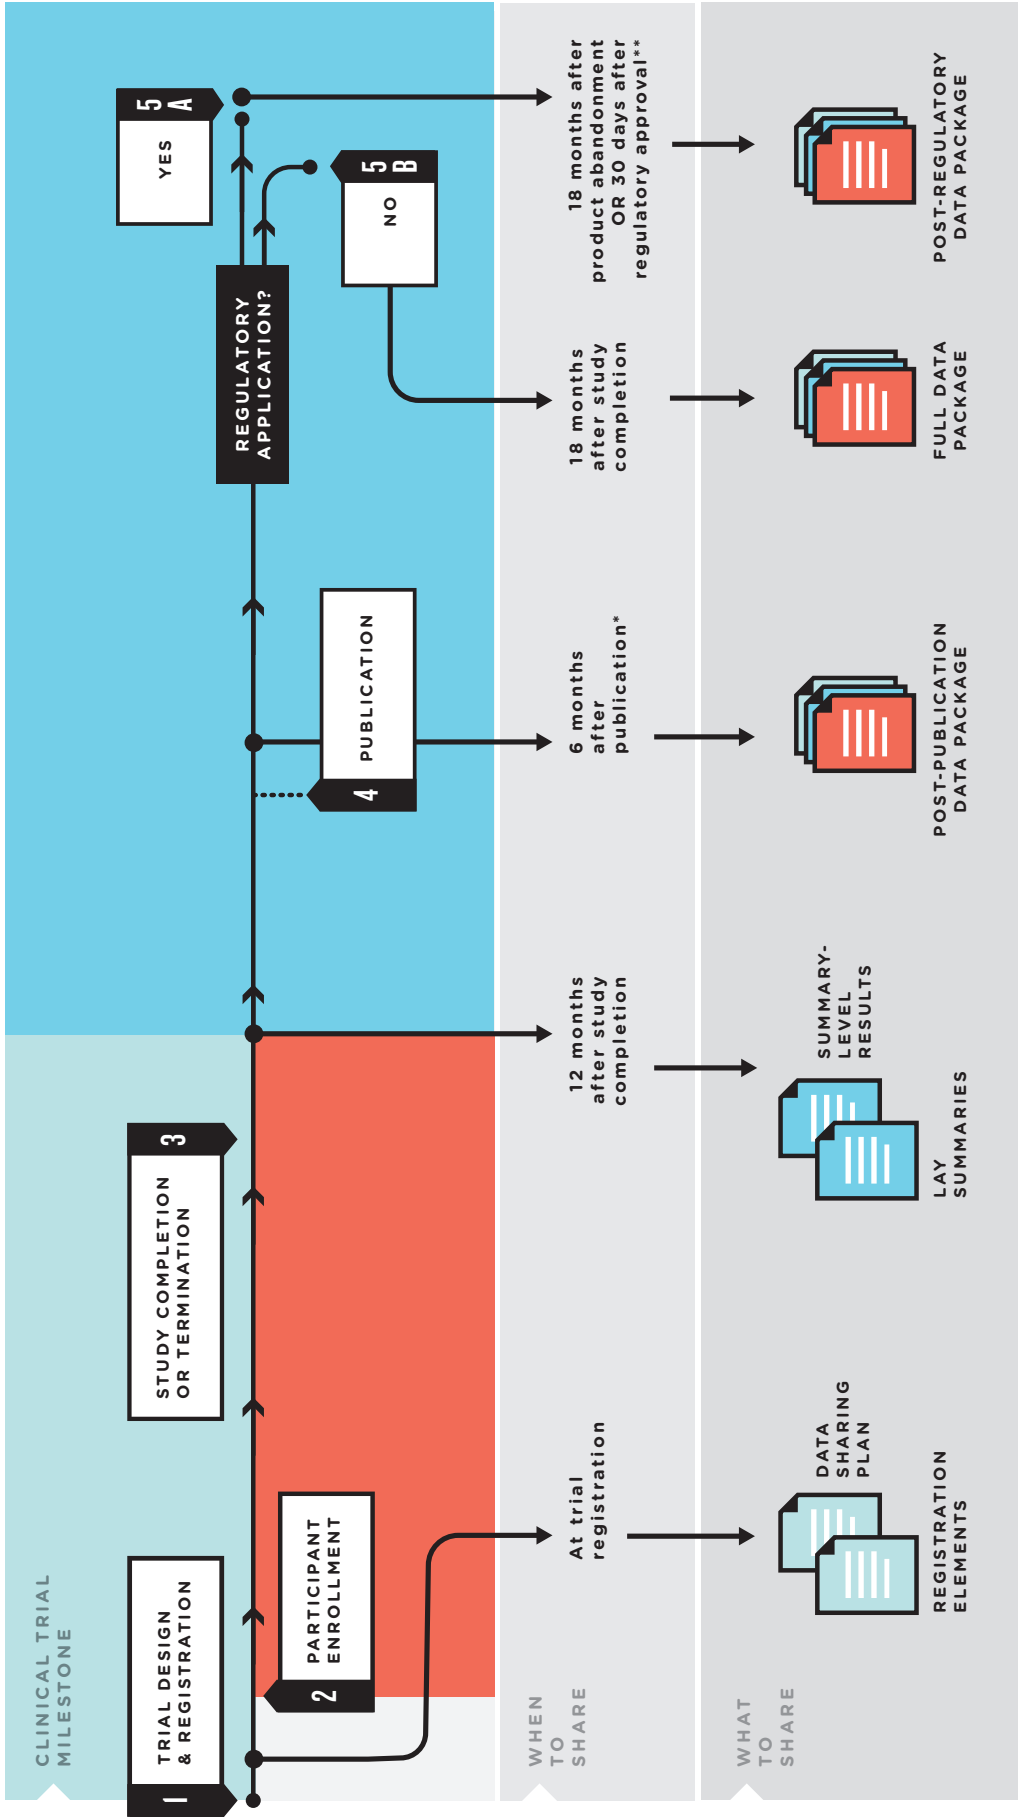 CLINICAL TRIAL
MILESTONE
1
TRIAL DESIGN
& REGISTRATION
2
PARTICIPANT
ENROLLMENT
3
STUDY COMPLETION
OR TERMINATION
4
PUBLICATION
REGULATORY
APPLICATION?
5
A
YES
5
B
NO
WHEN
TO
SHARE
At trial
registration
12 months
after study
completion
6 months
after
publication*
18 months
after study
completion
18 months after
product abandonment
OR 30 days after
regulatory approval**
WHAT
TO
SHARE
DATA
SHARING
PLAN
REGISTRATION
ELEMENTS
SUMMARY-
LEVEL
RESULTS
LAY
SUMMARIES
POST-PUBLICATION
DATA PACKAGE
FULL DATA
PACKAGE
POST-REGULATORY
DATA PACKAGE